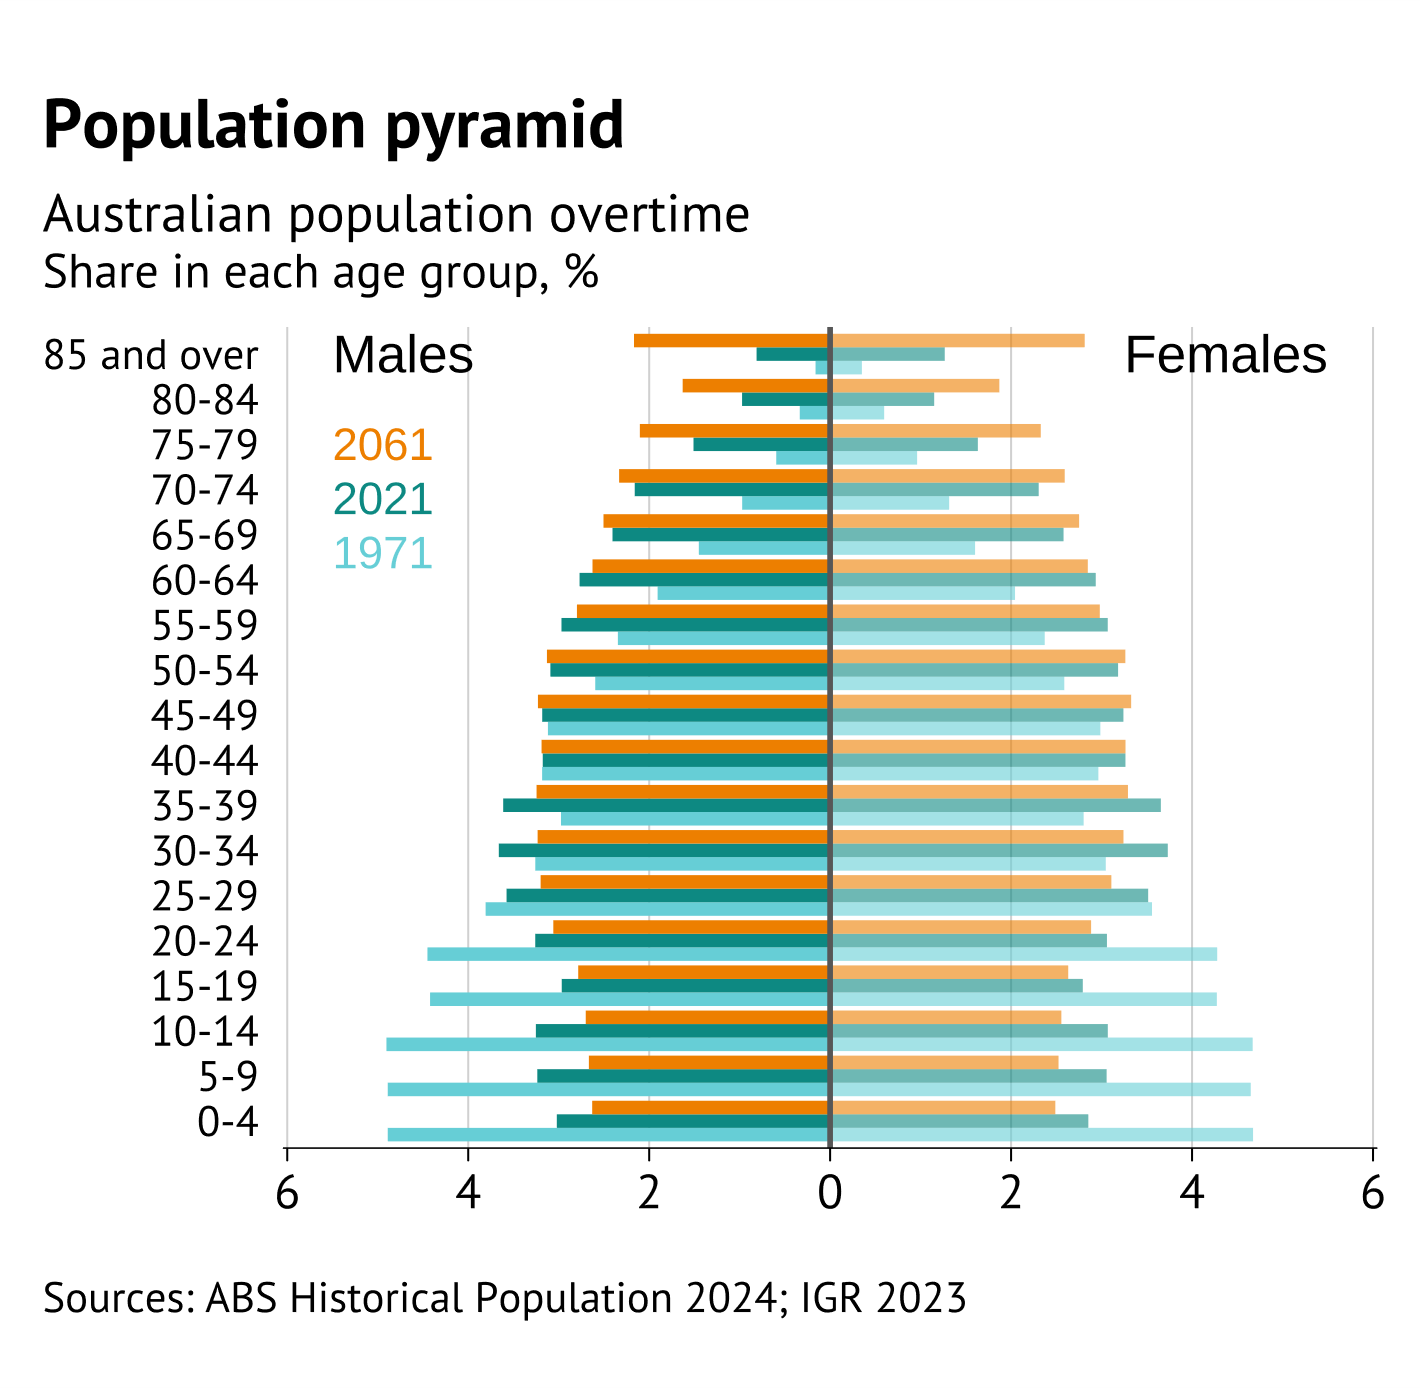 Population pyramid
Australian population overtime
Share in each age group, %
85 and over
Males
Females
80-84
75-79
2061
70-74
2021
65-69
1971
60-64
55-59
50-54
45-49
40-44
35-39
30-34
25-29
20-24
15-19
10-14
5-9
0-4
6 4 2 0 2 4 6
Sources: ABS Historical Population 2024; IGR 2023